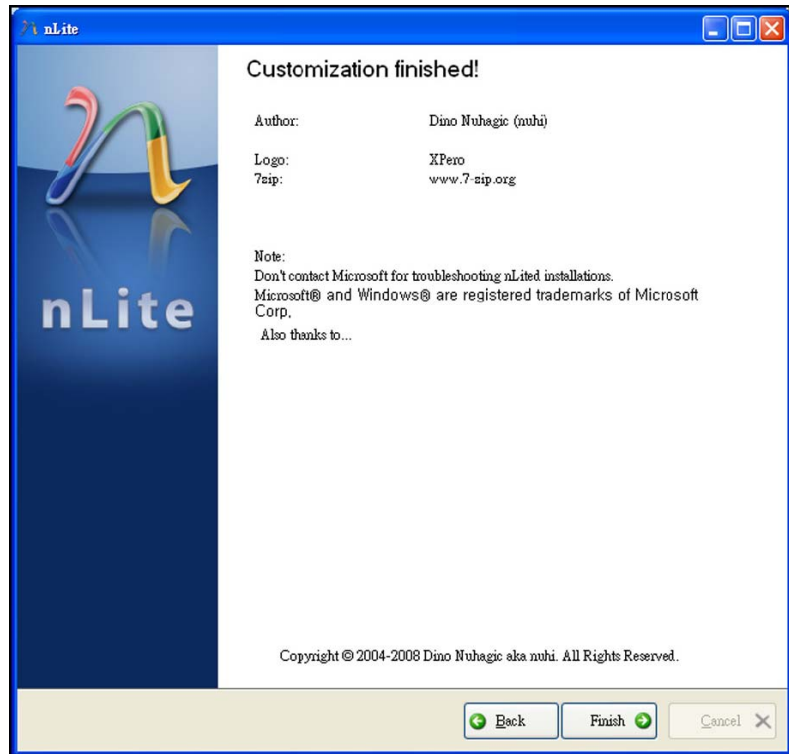 nLite
Customization finished!
Author: Dino Nuhagic (nuhi)
Logo: XPero
7zip: www.7-zip.org
Note:
Don't contact Microsoft for troubleshooting nLited installations.
Microsoft® and Windows® are registered trademarks of Microsoft
Corp.
Also thanks to...
nLite
Copyright © 2004-2008 Dino Nuhagic aka nuhi. All Rights Reserved.
Back
Finish
Cancel